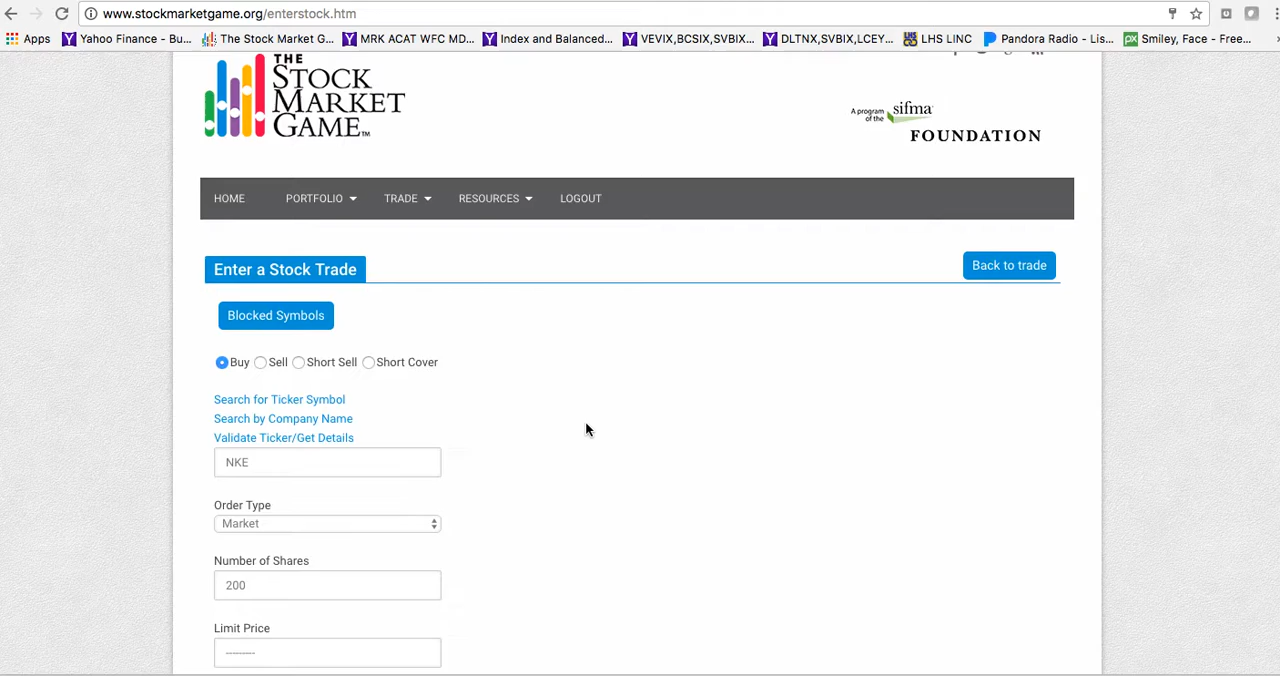 www.stockmarketgame.org/enterstock.htm
Apps Yahoo Finance - Bu... The Stock Market G... MRK ACAT WFC MD... Index and Balanced... VEVIX,BCSIX,SVBIX... DLTNX,SVBIX,LCEY... LHS LINC Pandora Radio - Lis... Smiley, Face - Free...
THE
STOCK
MARKET
GAME™
A program
of the
sifma
FOUNDATION
HOME PORTFOLIO TRADE RESOURCES LOGOUT
Enter a Stock Trade
Back to trade
Blocked Symbols
Buy Sell Short Sell Short Cover
Search for Ticker Symbol
Search by Company Name
Validate Ticker/Get Details
NKE
Order Type
Market
Number of Shares
200
Limit Price
---------